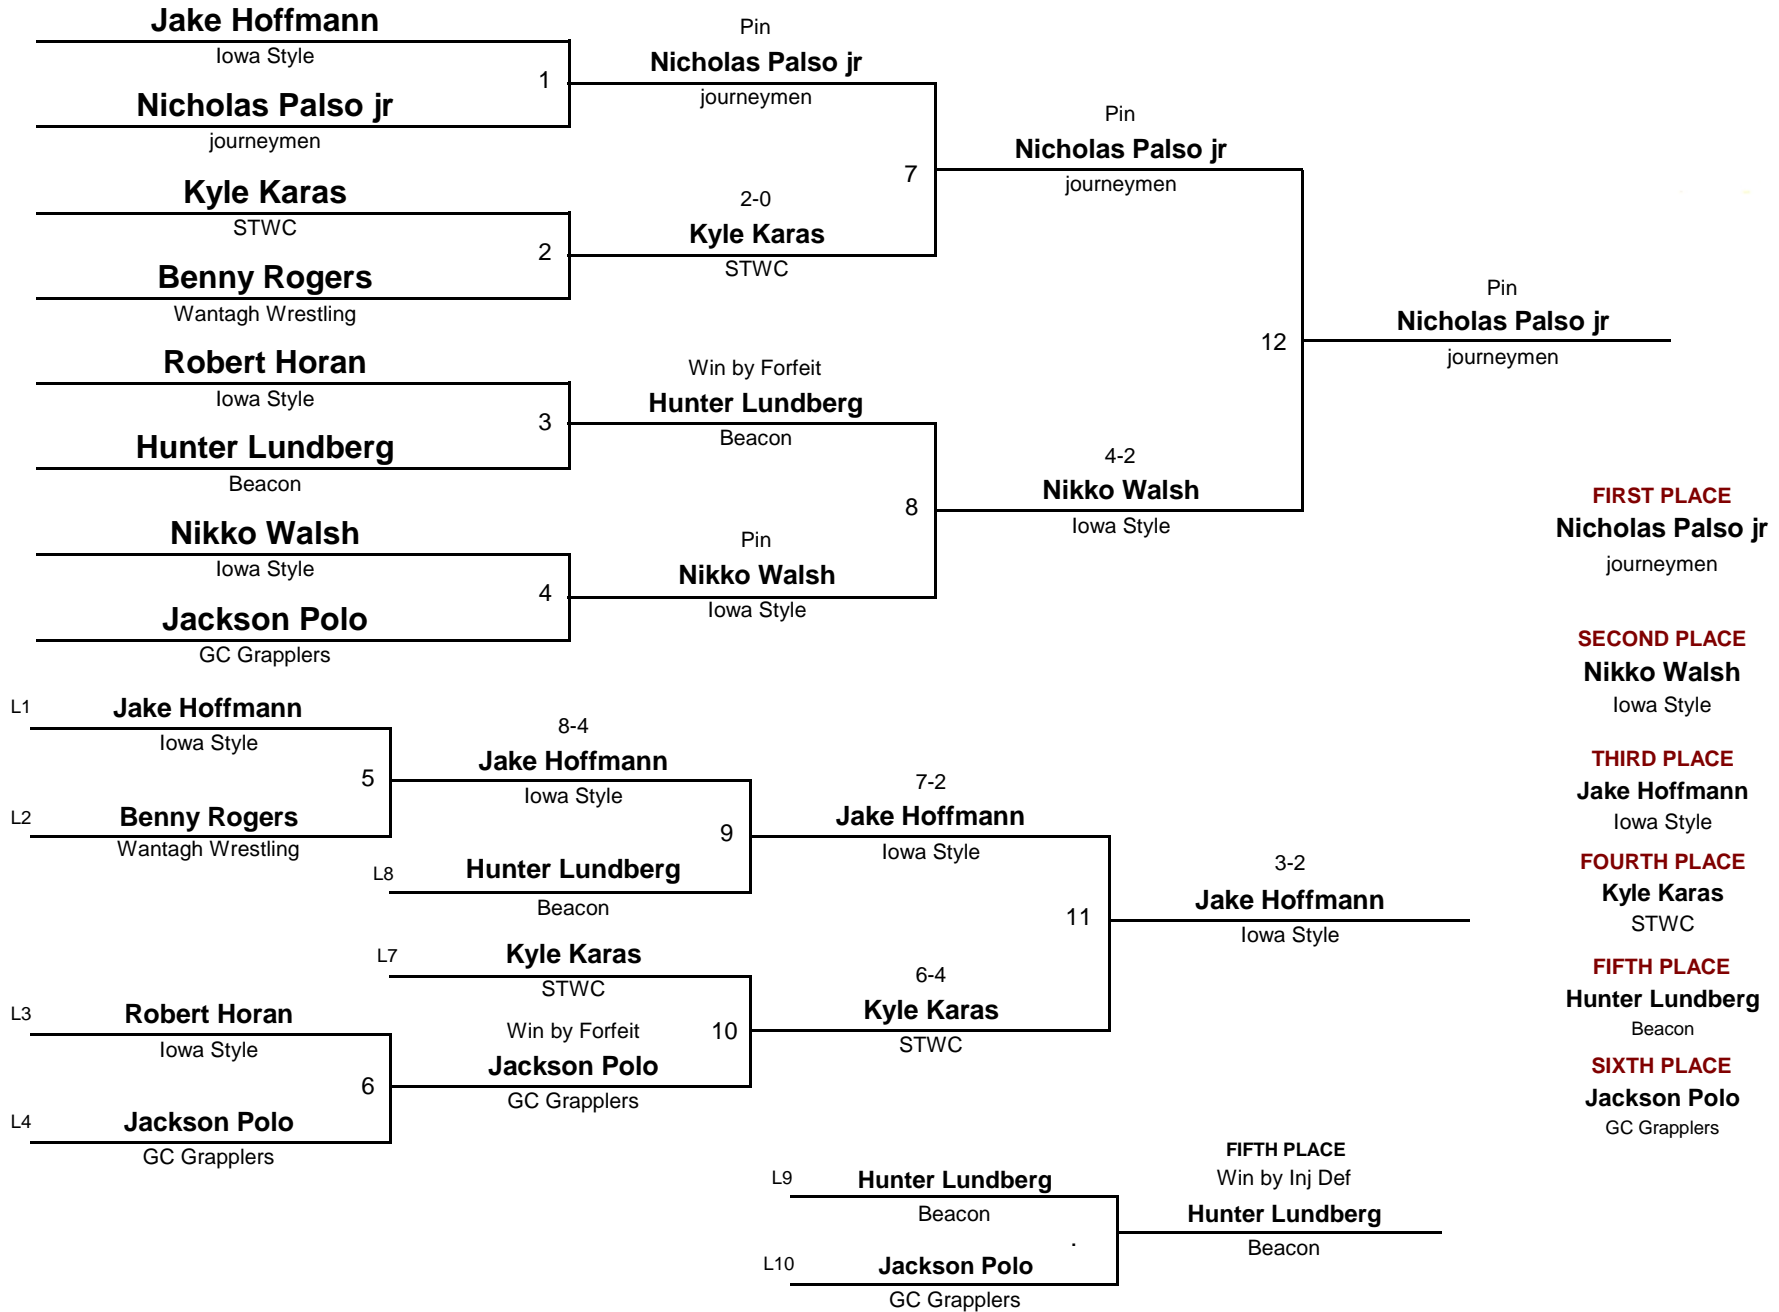 Jake Hoffmann
Iowa Style
1
Nicholas Palso jr
journeymen
Pin
Nicholas Palso jr
journeymen
Kyle Karas
STWC
2
Benny Rogers
Wantagh Wrestling
2-0
Kyle Karas
STWC
7
Pin
Nicholas Palso jr
journeymen
Robert Horan
Iowa Style
3
Hunter Lundberg
Beacon
Win by Forfeit
Hunter Lundberg
Beacon
Nikko Walsh
Iowa Style
4
Jackson Polo
GC Grapplers
Pin
Nikko Walsh
Iowa Style
8
4-2
Nikko Walsh
Iowa Style
12
Pin
Nicholas Palso jr
journeymen
L1
Jake Hoffmann
Iowa Style
5
L2
Benny Rogers
Wantagh Wrestling
8-4
Jake Hoffmann
Iowa Style
9
L8
Hunter Lundberg
Beacon
7-2
Jake Hoffmann
Iowa Style
L7
Kyle Karas
STWC
L3
Robert Horan
Iowa Style
6
L4
Jackson Polo
GC Grapplers
Win by Forfeit
10
Jackson Polo
GC Grapplers
6-4
Kyle Karas
STWC
11
3-2
Jake Hoffmann
Iowa Style
L9
Hunter Lundberg
Beacon
.
L10
Jackson Polo
GC Grapplers
FIFTH PLACE
Win by Inj Def
Hunter Lundberg
Beacon
FIRST PLACE
Nicholas Palso jr
journeymen
SECOND PLACE
Nikko Walsh
Iowa Style
THIRD PLACE
Jake Hoffmann
Iowa Style
FOURTH PLACE
Kyle Karas
STWC
FIFTH PLACE
Hunter Lundberg
Beacon
SIXTH PLACE
Jackson Polo
GC Grapplers